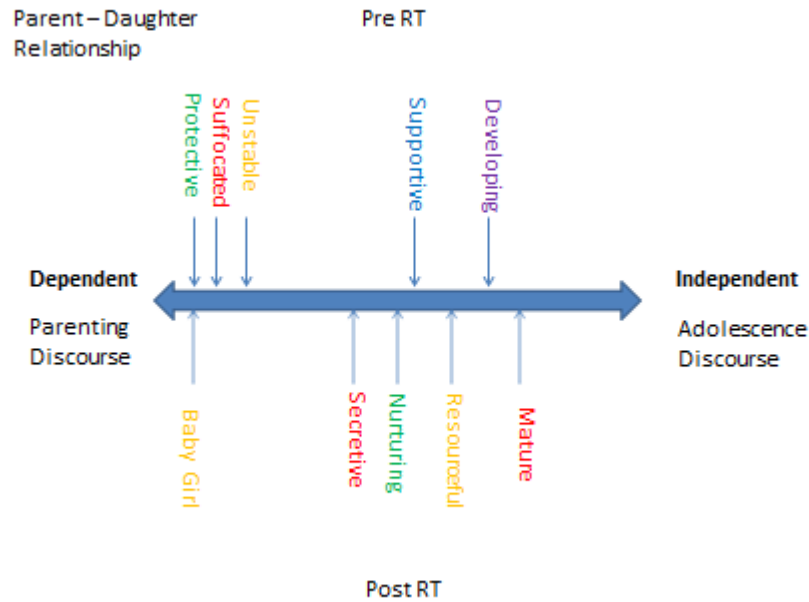 Parent – Daughter
Relationship
Pre RT
Protective
Suffocated
Unstable
Supportive
Developing
Dependent
Independent
Parenting
Discourse
Adolescence
Discourse
Baby Girl
Secretive
Nurturing
Resourceful
Mature
Post RT